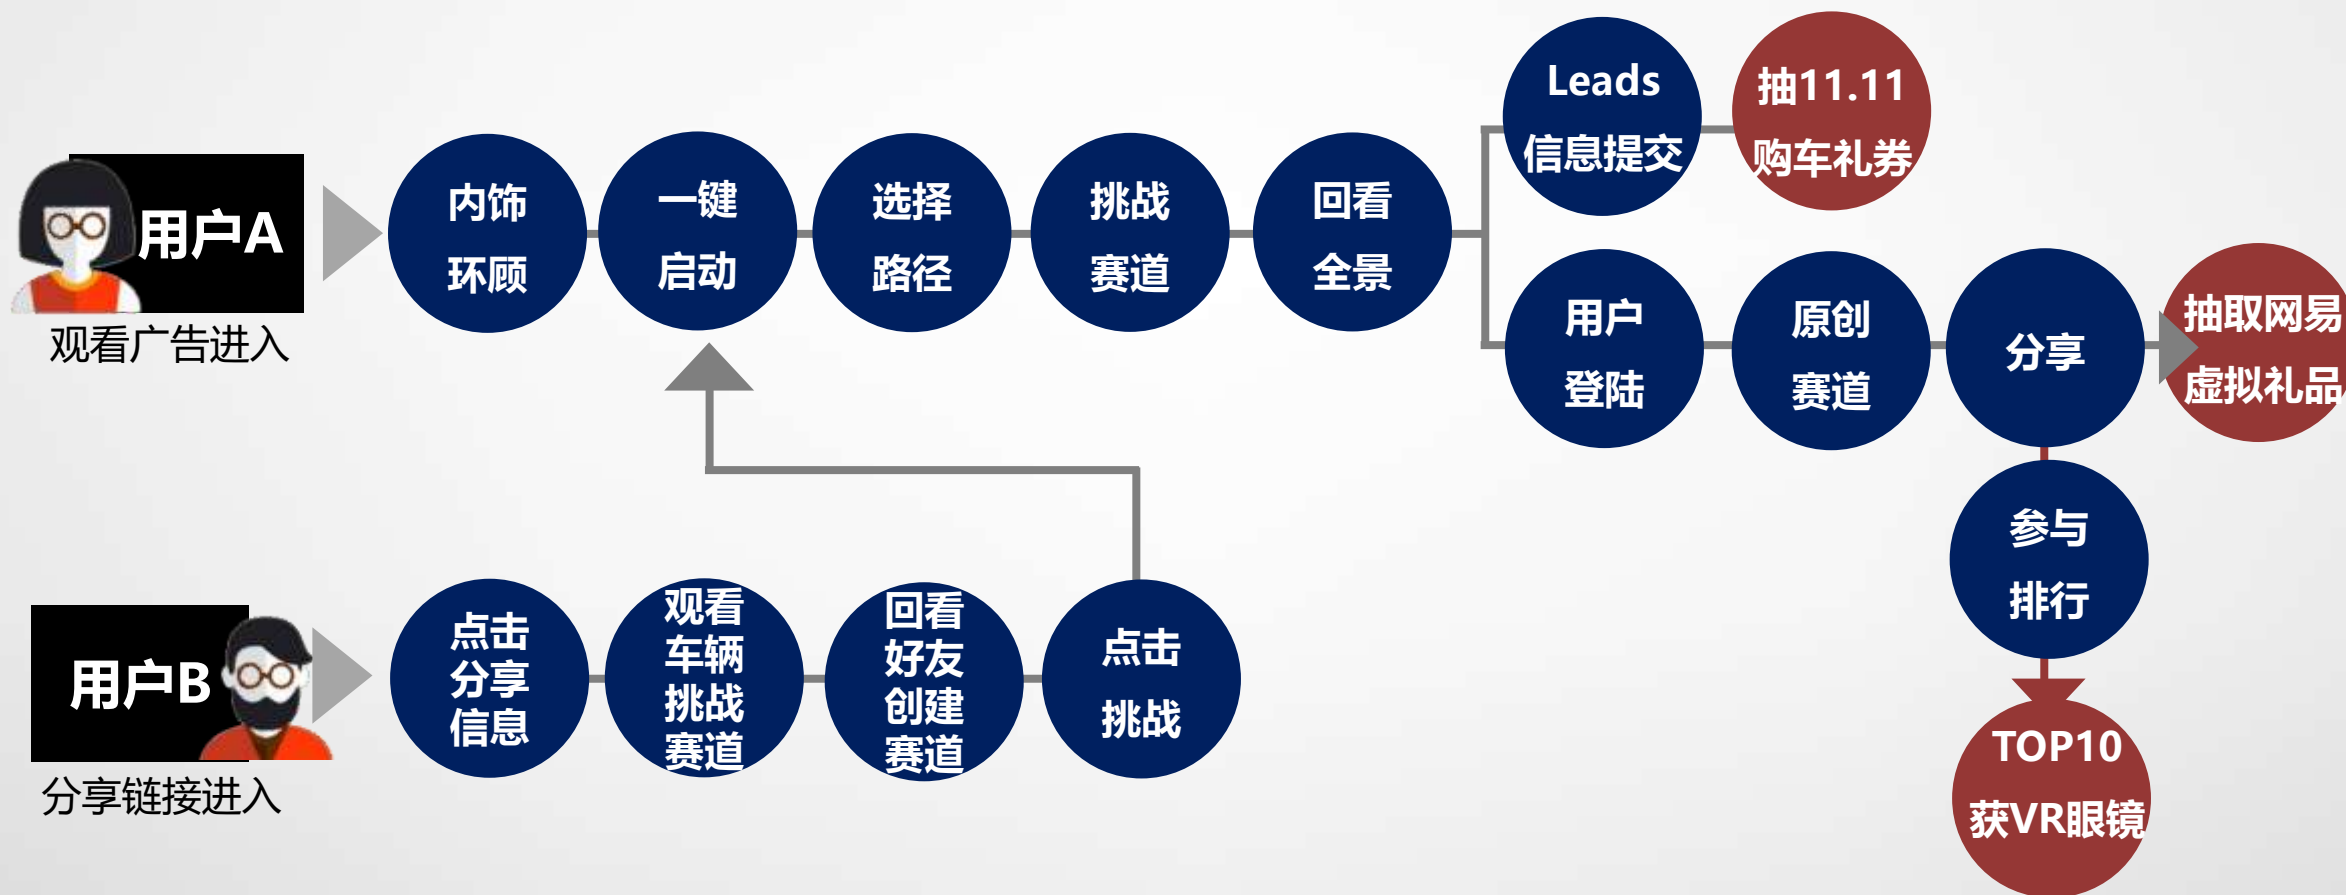 用户A
观看广告进入
内饰
环顾
一键
启动
选择
路径
挑战
赛道
回看
全景
Leads
信息提交
抽11.11
购车礼券
用户
登陆
原创
赛道
分享
抽取网易
虚拟礼品
参与
排行
TOP10
获VR眼镜
用户B
分享链接进入
点击
分享
信息
观看
车辆
挑战
赛道
回看
好友
创建
赛道
点击
挑战